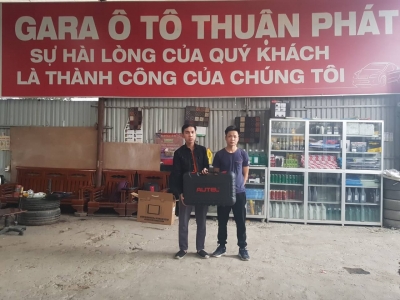 GARA Ô TÔ THUẬN PHÁT
SỰ HÀI LÒNG CỦA QUÝ KHÁCH
LÀ THÀNH CÔNG CỦA CHÚNG TÔI
AUTEL